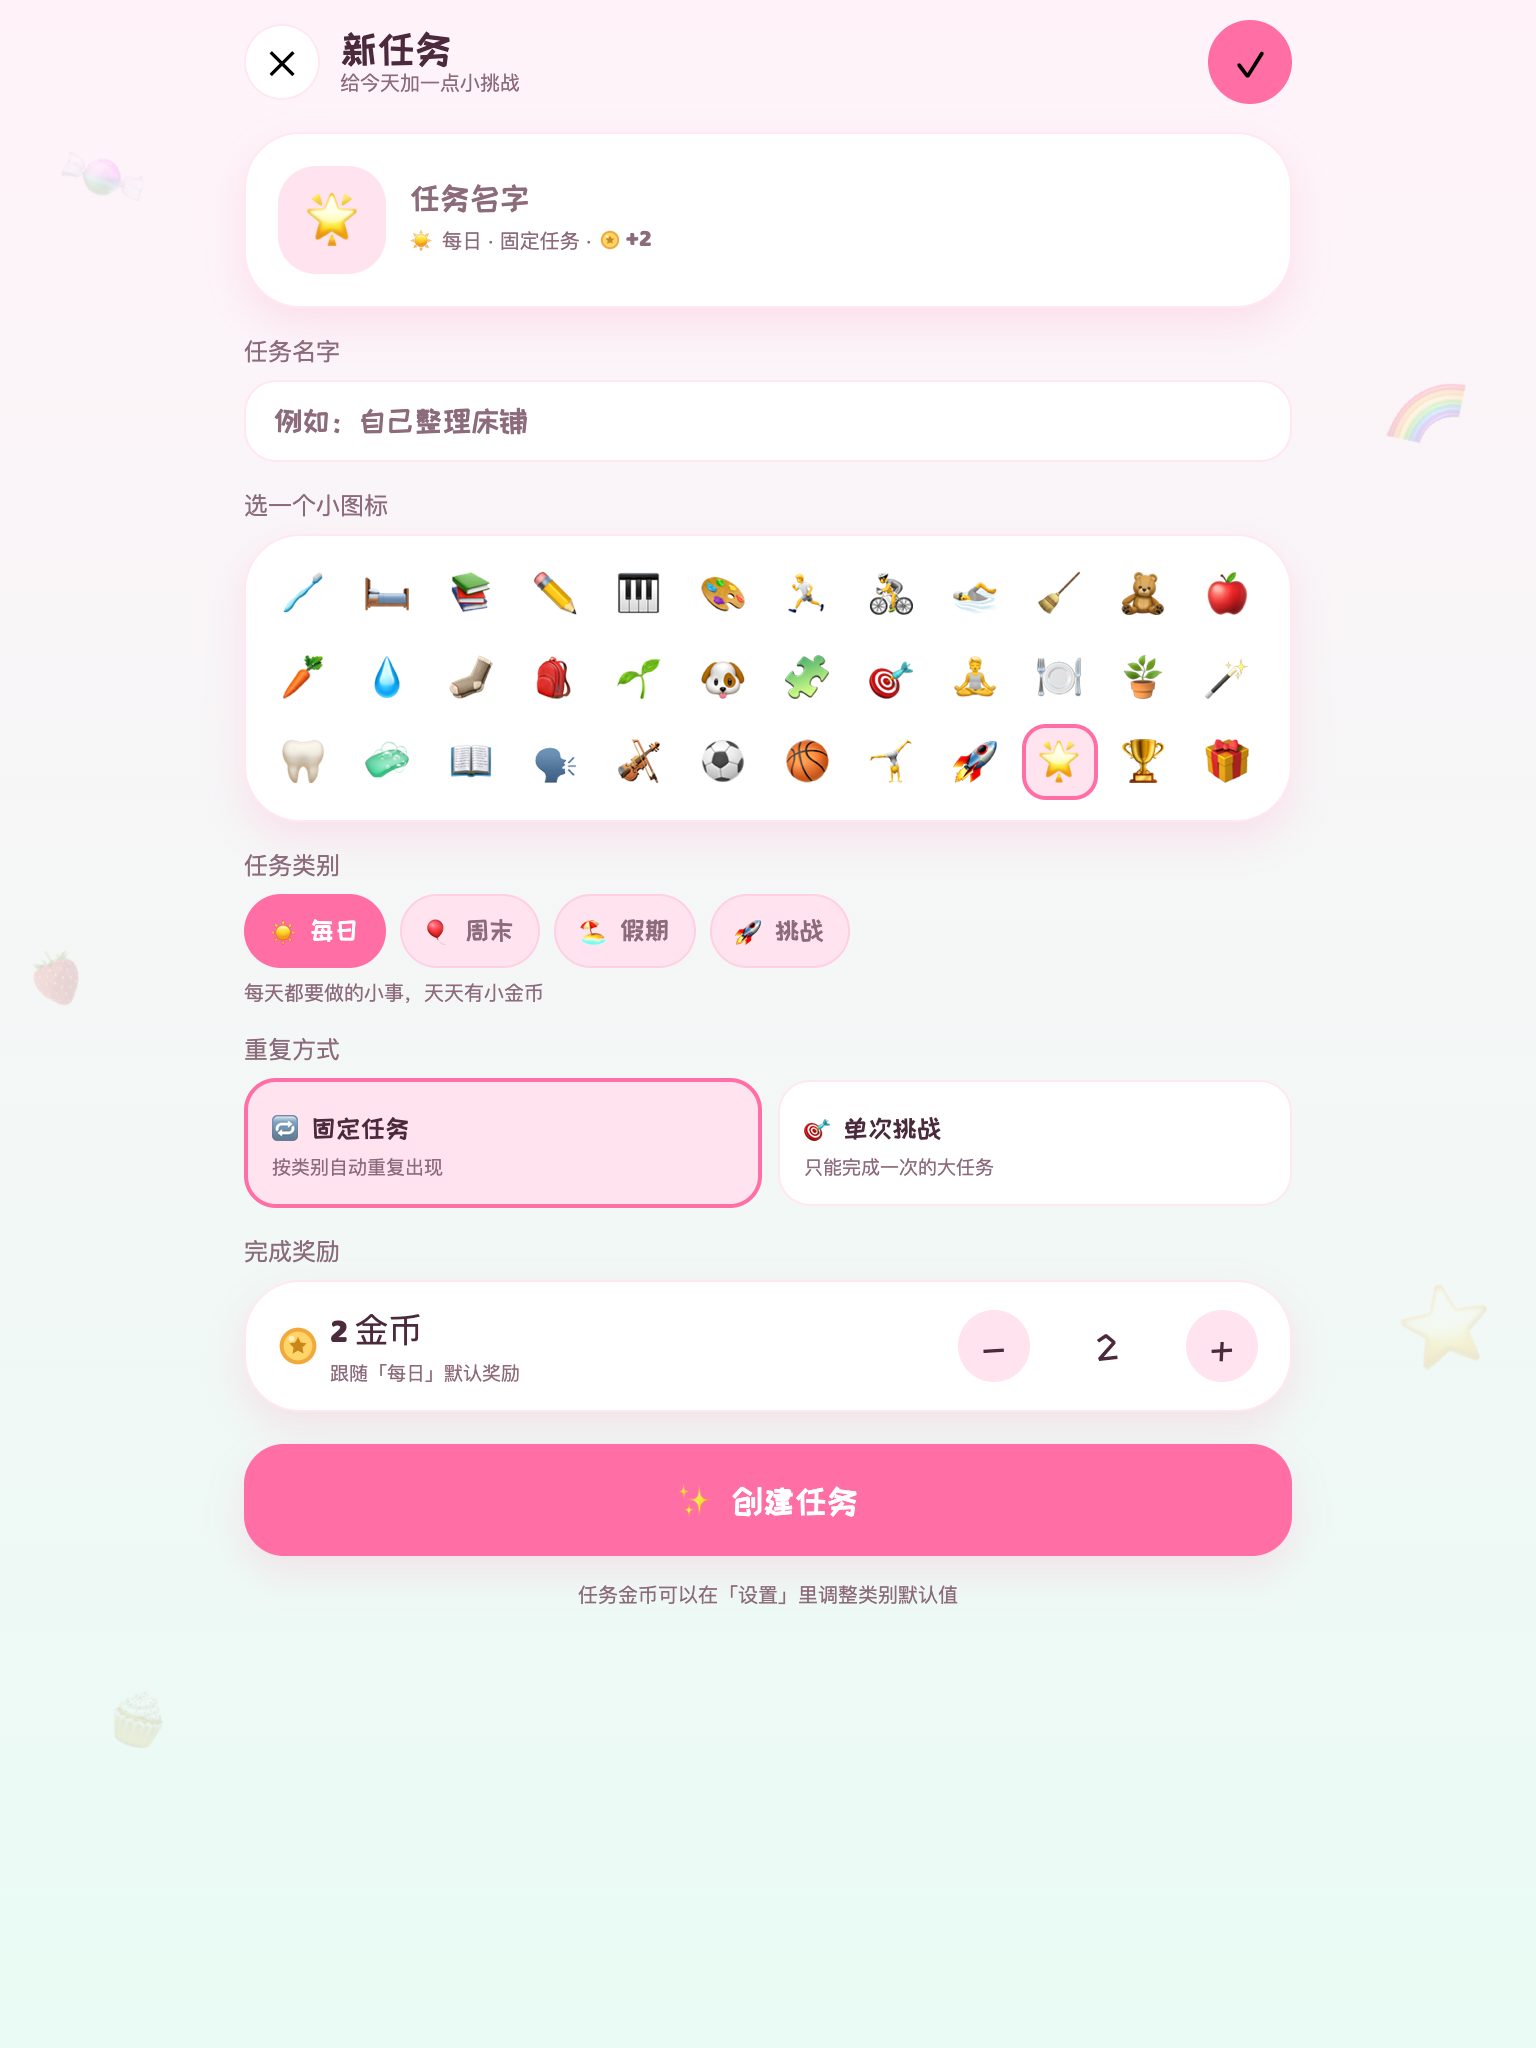 新任务
给今天加一点小挑战
任务名字
每日 · 固定任务 · +2
任务名字
例如：自己整理床铺
选一个小图标
任务类别
每日 周末 假期 挑战
每天都要做的小事，天天有小金币
重复方式
固定任务
按类别自动重复出现
单次挑战
只能完成一次的大任务
完成奖励
2 金币
跟随「每日」默认奖励
− 2 +
创建任务
任务金币可以在「设置」里调整类别默认值